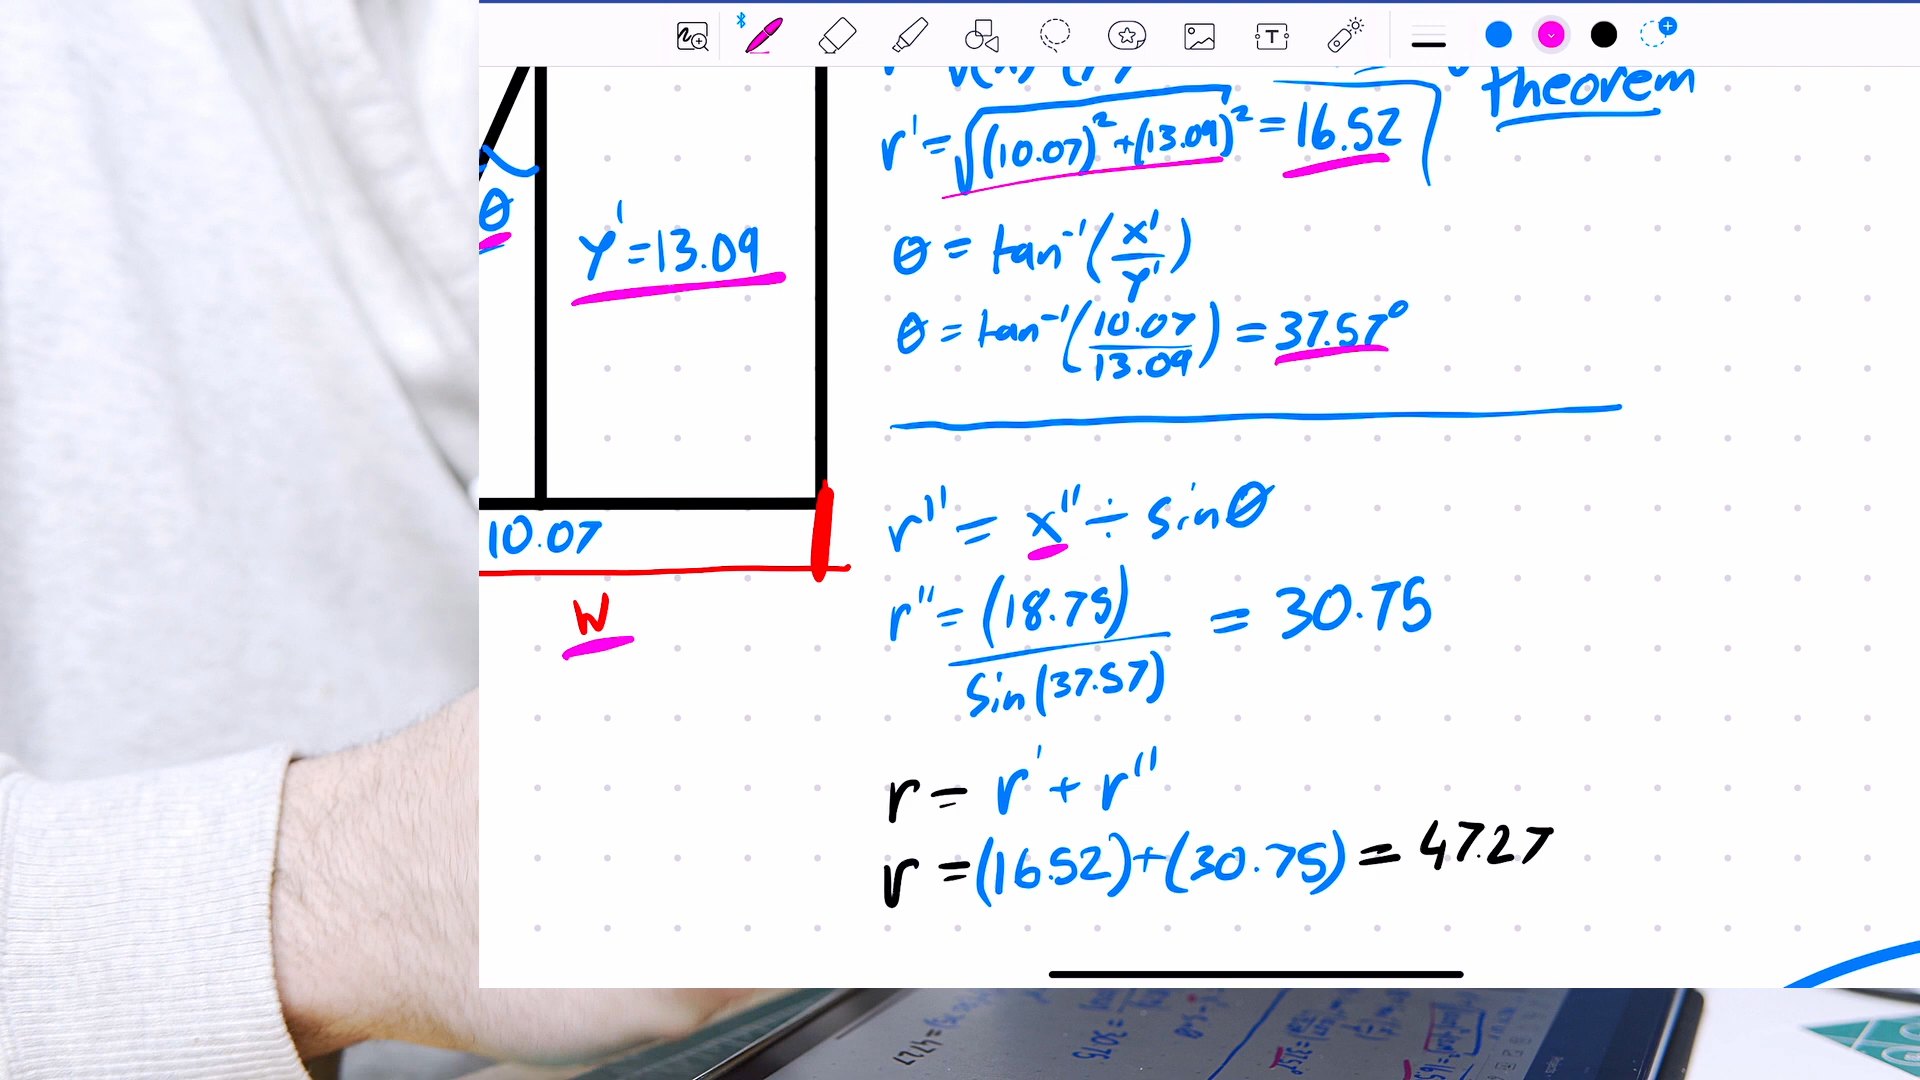 theorem
r' = √(10.07)² + (13.09)² = 16.52
θ
Y' = 13.09
θ = tan⁻¹(x'/Y')
θ = tan⁻¹(10.07/13.09) = 37.57°
10.07
W
r'' = x'' ÷ sinθ
r'' = (18.75)/Sin(37.57) = 30.75
r = r' + r''
r = (16.52)+(30.75) = 47.27
T